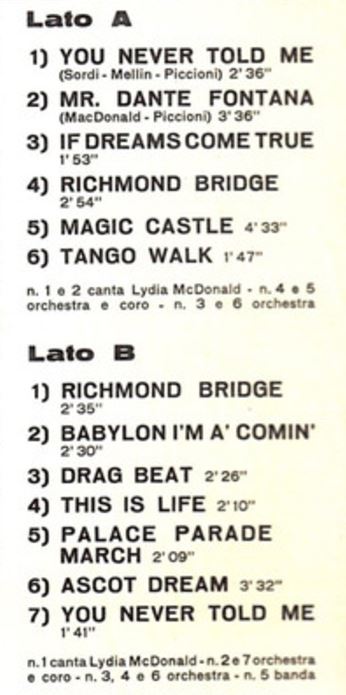 Lato A
1) YOU NEVER TOLD ME
(Sordi - Mellin - Piccioni) 2'36"
2) MR. DANTE FONTANA
(MacDonald - Piccioni) 3'36"
3) IF DREAMS COME TRUE
1'53"
4) RICHMOND BRIDGE
2'54"
5) MAGIC CASTLE 4'33"
6) TANGO WALK 1'47"
n. 1 e 2 canta Lydia McDonald - n. 4 e 5
orchestra e coro - n. 3 e 6 orchestra
Lato B
1) RICHMOND BRIDGE
2'35"
2) BABYLON I'M A' COMIN'
2'30"
3) DRAG BEAT 2'26"
4) THIS IS LIFE 2'10"
5) PALACE PARADE
MARCH 2'09"
6) ASCOT DREAM 3'32"
7) YOU NEVER TOLD ME
1'41"
n. 1 canta Lydia McDonald - n. 2 e 7 orchestra
e coro - n. 3, 4 e 6 orchestra - n. 5 banda